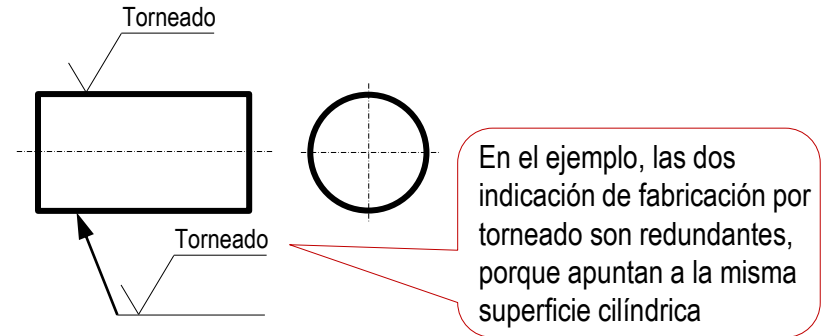 Torneado
Torneado
En el ejemplo, las dos
indicación de fabricación por
torneado son redundantes,
porque apuntan a la misma
superficie cilíndrica